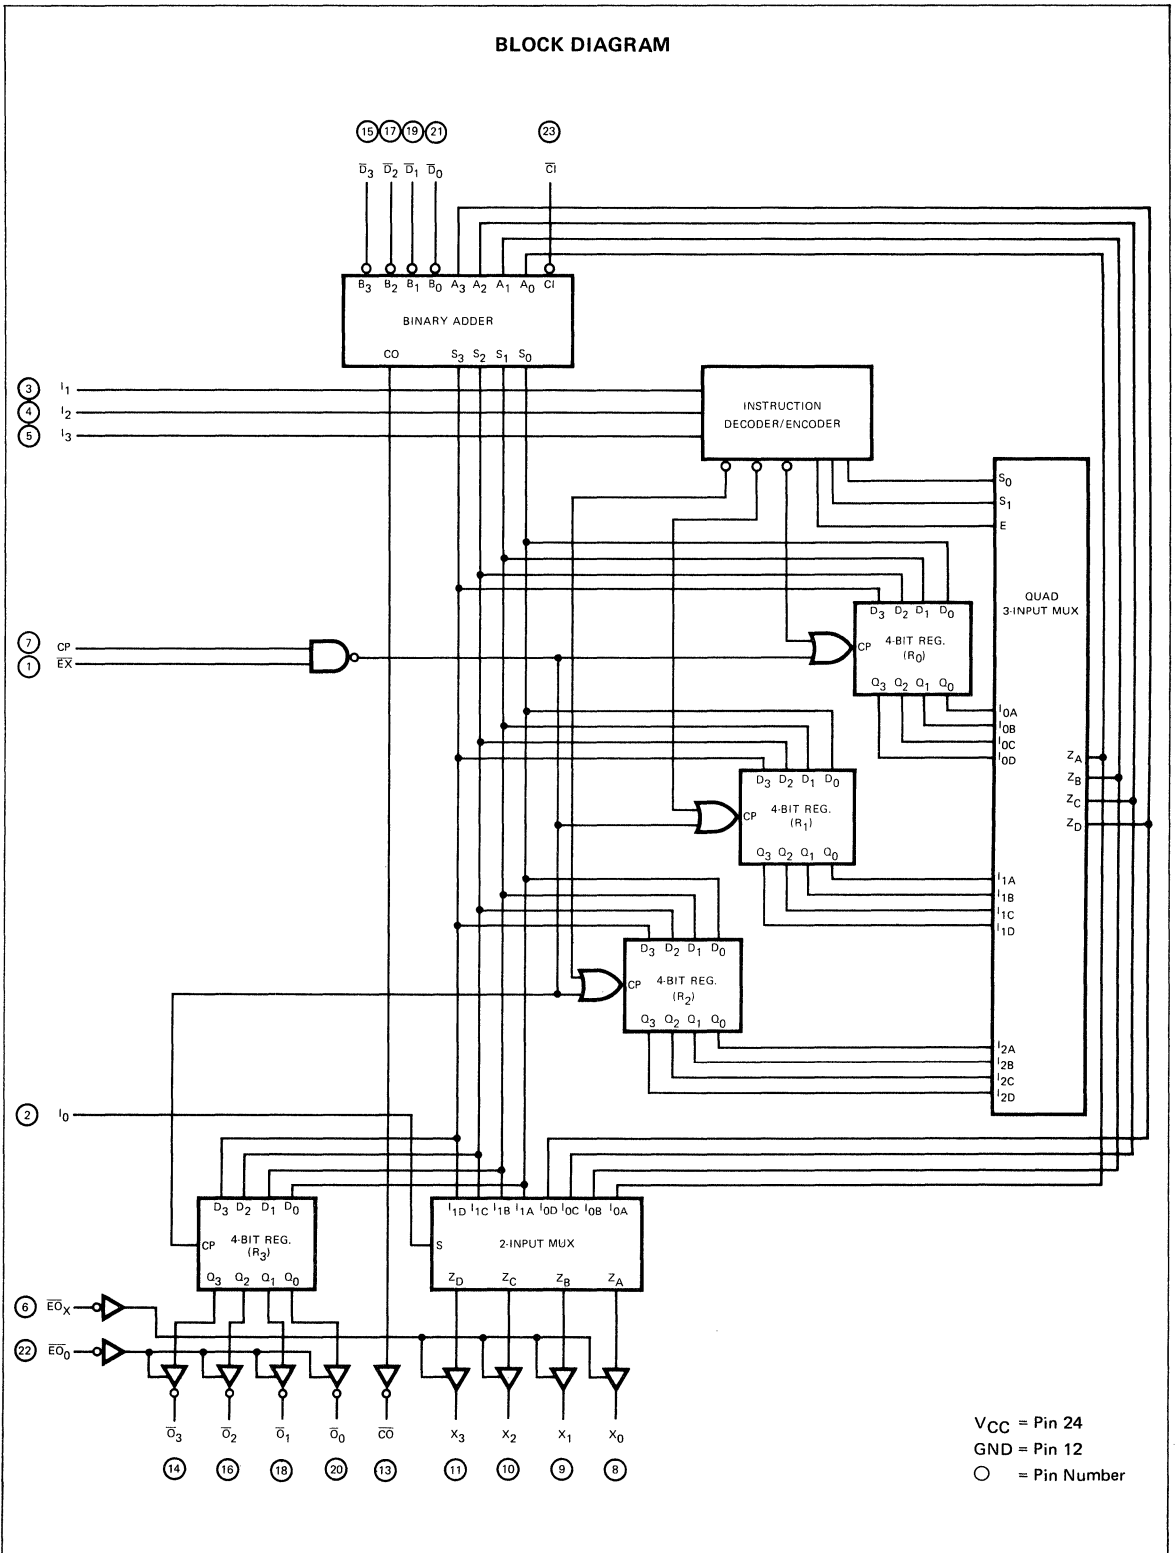 BLOCK DIAGRAM
15 17 19 21 23
D̅3 D̅2 D̅1 D̅0 C̅I̅
B3 B2 B1 B0 A3 A2 A1 A0 CI
BINARY ADDER
CO S3 S2 S1 S0
3 I1
4 I2
5 I3
INSTRUCTION
DECODER/ENCODER
S0
S1
E
QUAD
3-INPUT MUX
7 CP
1 E̅X̅
D3 D2 D1 D0
CP 4-BIT REG.
(R0)
Q3 Q2 Q1 Q0
I0A
I0B
I0C
I0D
ZA
ZB
ZC
ZD
D3 D2 D1 D0
CP 4-BIT REG.
(R1)
Q3 Q2 Q1 Q0
I1A
I1B
I1C
I1D
D3 D2 D1 D0
CP 4-BIT REG.
(R2)
Q3 Q2 Q1 Q0
I2A
I2B
I2C
I2D
2 I0
D3 D2 D1 D0
CP 4-BIT REG.
(R3)
Q3 Q2 Q1 Q0
I1D I1C I1B I1A I0D I0C I0B I0A
S 2-INPUT MUX
ZD ZC ZB ZA
6 E̅O̅X
22 E̅O̅0
O̅3 O̅2 O̅1 O̅0 C̅O̅ X3 X2 X1 X0
14 16 18 20 13 11 10 9 8
VCC = Pin 24
GND = Pin 12
= Pin Number